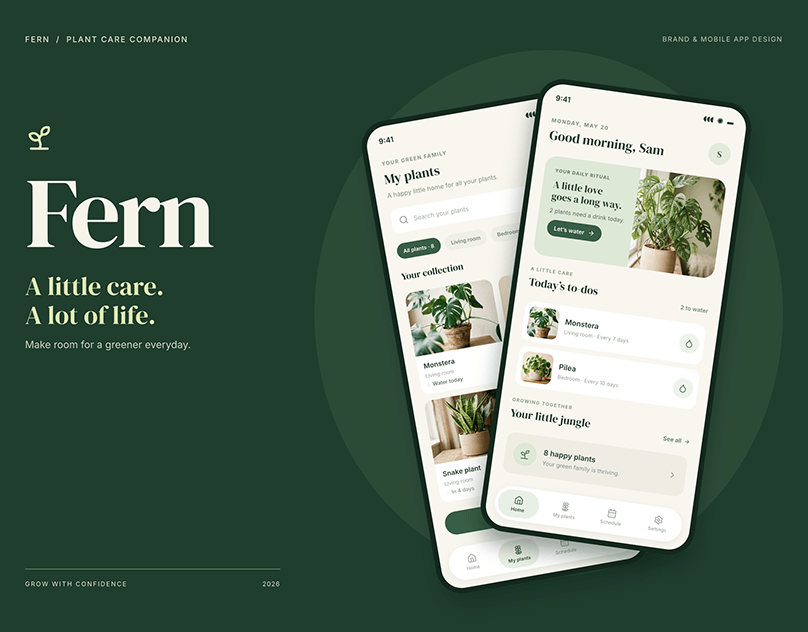 FERN / PLANT CARE COMPANION
BRAND & MOBILE APP DESIGN
Fern
A little care.
A lot of life.
Make room for a greener everyday.
GROW WITH CONFIDENCE
2026
9:41
YOUR GREEN FAMILY
My plants
A happy little home for all your plants.
Search your plants
All plants · 8
Living room
Your collection
Monstera
Living room
Water today
Snake plant
Living room
In 4 days
Home
My plants
Schedule
9:41
MONDAY, MAY 20
Good morning, Sam
S
YOUR DAILY RITUAL
A little love
goes a long way.
2 plants need a drink today.
Let's water →
A LITTLE CARE
Today's to-dos
2 to water
Monstera
Living room · Every 7 days
Pilea
Bedroom · Every 10 days
GROWING TOGETHER
Your little jungle
See all →
8 happy plants
Your green family is thriving.
Home
My plants
Schedule
Settings